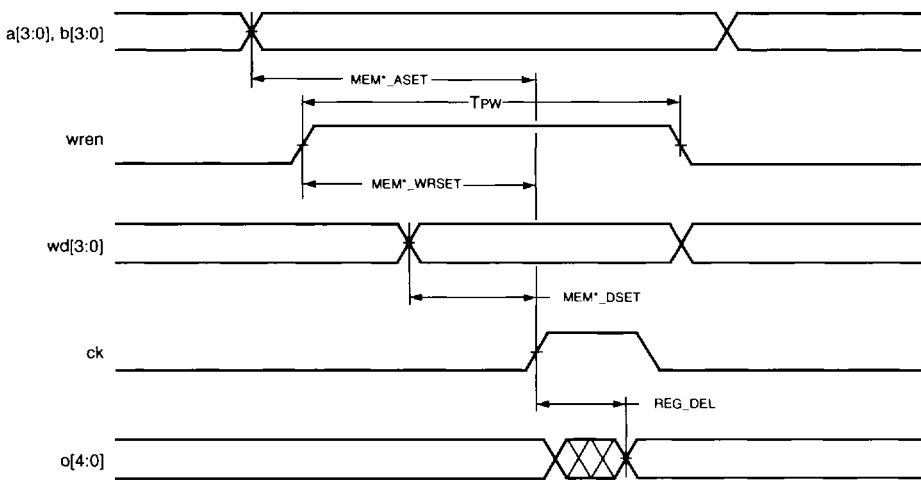 a[3:0], b[3:0]
MEM*_ASET
TPW
wren
MEM*_WRSET
wd[3:0]
MEM*_DSET
ck
REG_DEL
o[4:0]